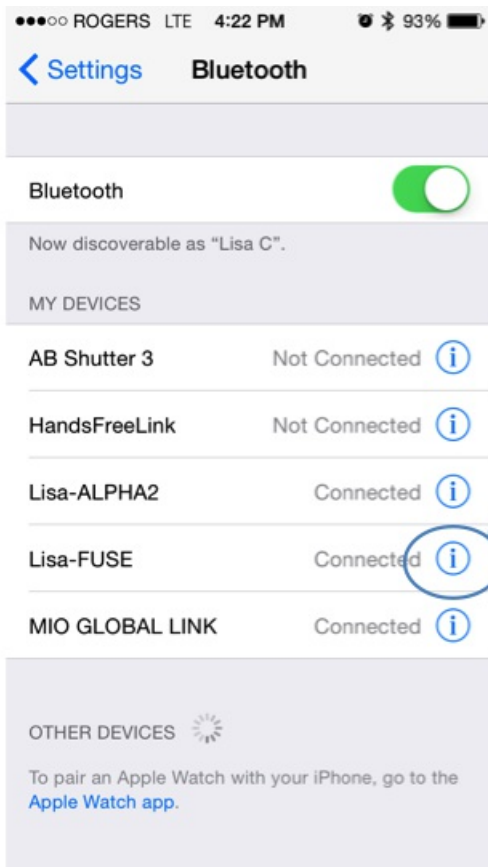 ROGERS LTE 4:22 PM 93%
Settings Bluetooth
Bluetooth
Now discoverable as “Lisa C”.
MY DEVICES
AB Shutter 3 Not Connected i
HandsFreeLink Not Connected i
Lisa-ALPHA2 Connected i
Lisa-FUSE Connected i
MIO GLOBAL LINK Connected i
OTHER DEVICES
To pair an Apple Watch with your iPhone, go to the
Apple Watch app.